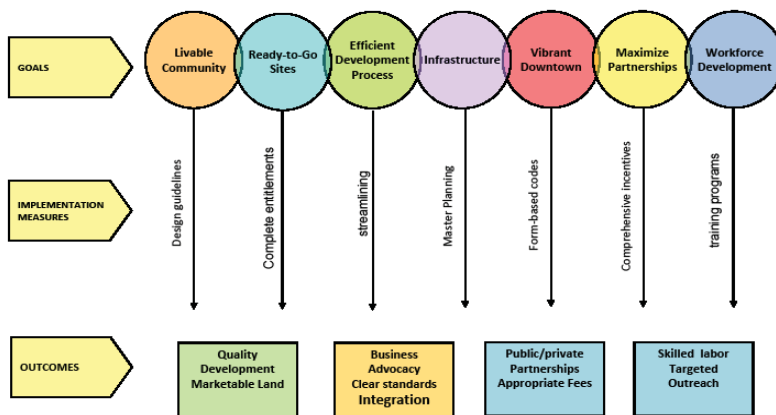 GOALS
Livable
Community
Ready-to-Go
Sites
Efficient
Development
Process
Infrastructure
Vibrant
Downtown
Maximize
Partnerships
Workforce
Development
IMPLEMENTATION
MEASURES
Design guidelines
Complete entitlements
streamlining
Master Planning
Form-based codes
Comprehensive incentives
training programs
OUTCOMES
Quality
Development
Marketable Land
Business
Advocacy
Clear standards
Integration
Public/private
Partnerships
Appropriate Fees
Skilled labor
Targeted
Outreach